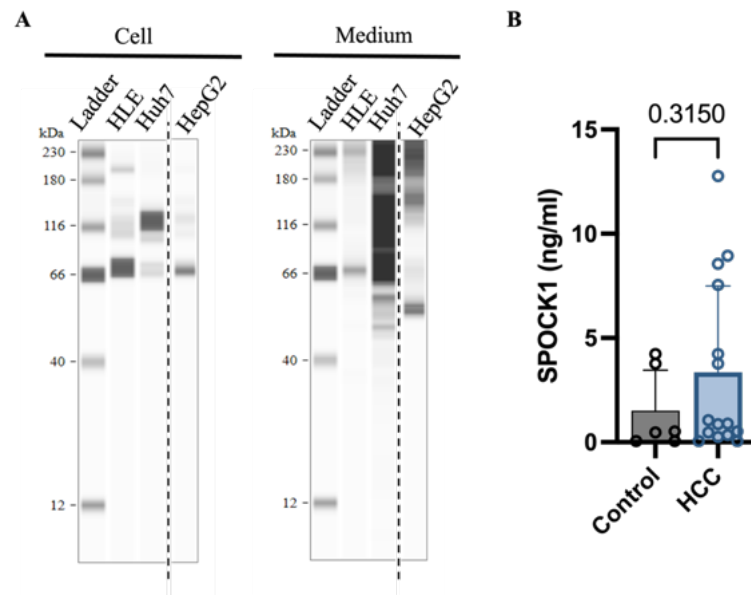 A
Cell
Ladder
HLE
Huh7
HepG2
kDa
230
180
116
66
40
12
Medium
Ladder
HLE
Huh7
HepG2
kDa
230
180
116
66
40
12
B
0.3150
SPOCK1 (ng/ml)
15
10
5
0
Control
HCC